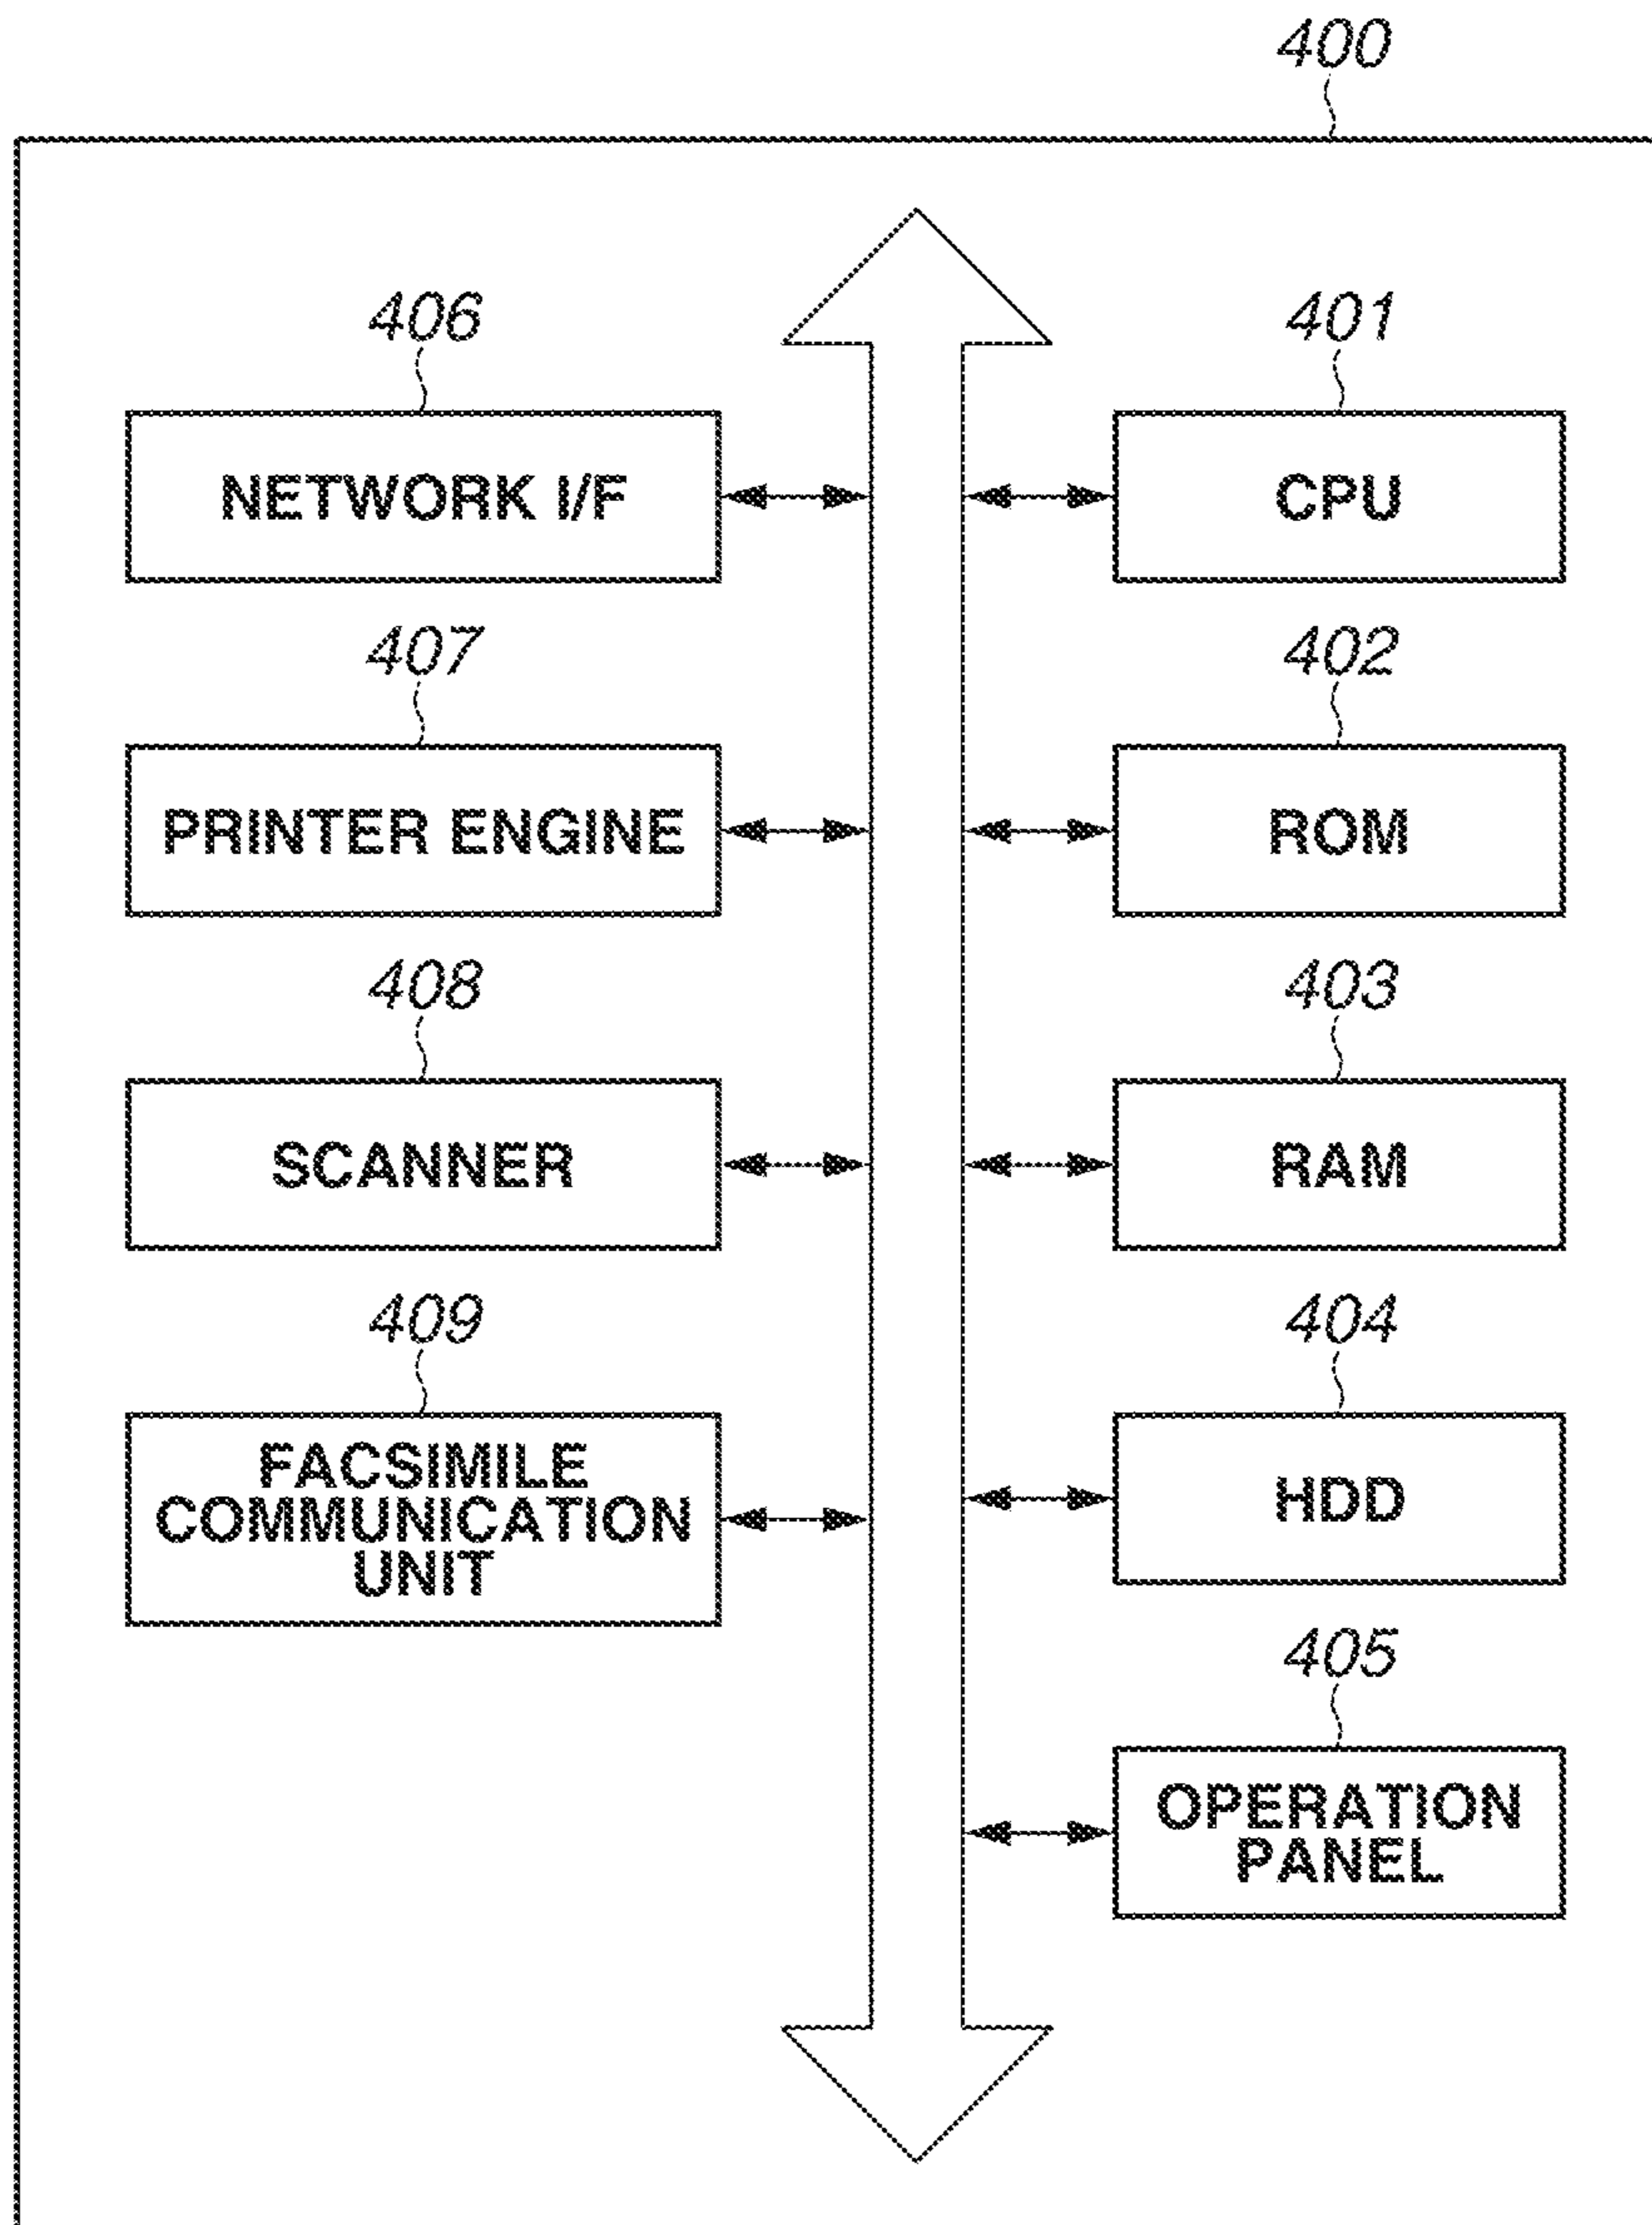 400
406
NETWORK I/F
407
PRINTER ENGINE
408
SCANNER
409
FACSIMILE
COMMUNICATION
UNIT
401
CPU
402
ROM
403
RAM
404
HDD
405
OPERATION
PANEL